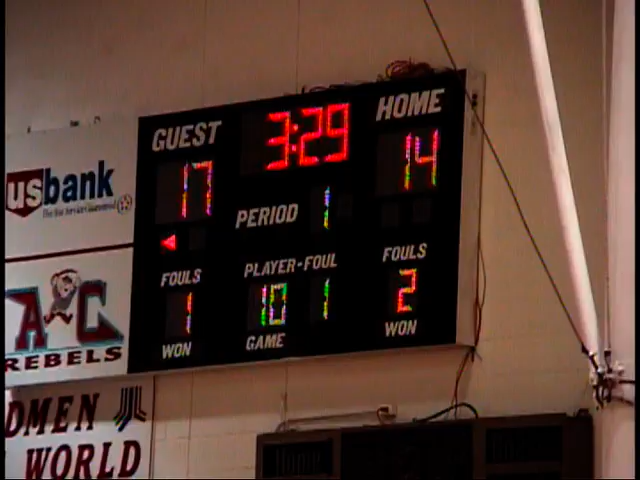 GUEST
3:29
HOME
17
14
PERIOD
1
FOULS
PLAYER-FOUL
FOULS
1
10
1
2
WON
GAME
WON
usbank
AC
REBELS
DMEN
WORLD